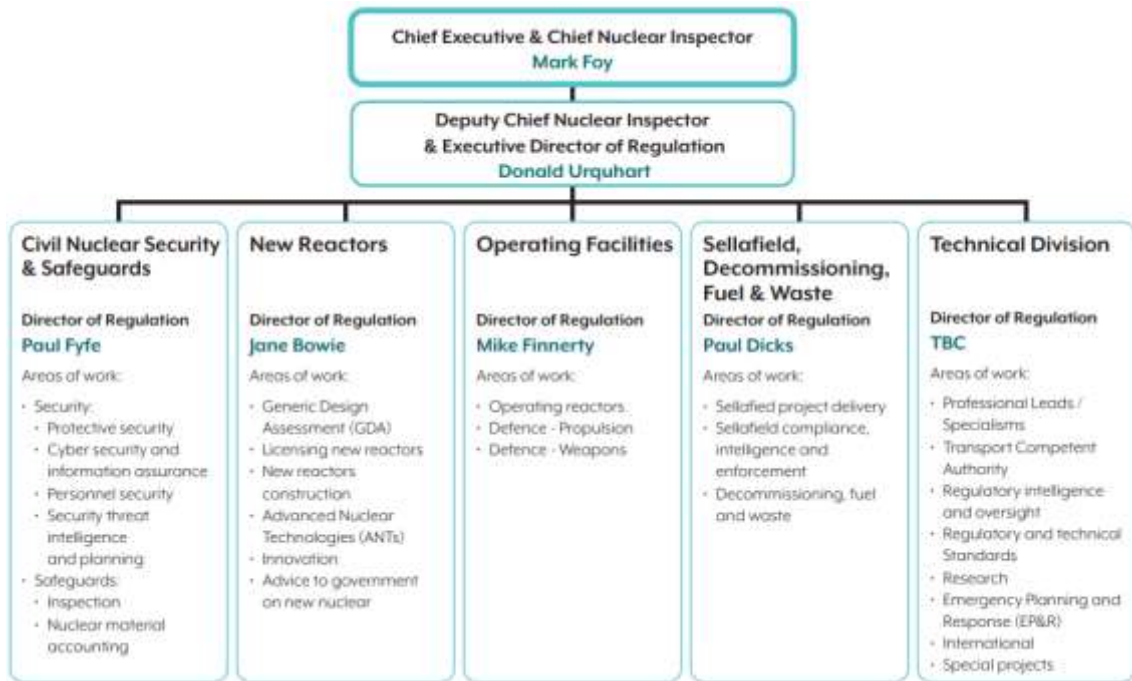 Chief Executive & Chief Nuclear Inspector
Mark Foy
Deputy Chief Nuclear Inspector
& Executive Director of Regulation
Donald Urquhart
Civil Nuclear Security
& Safeguards
Director of Regulation
Paul Fyfe
Areas of work:
• Security:
• Protective security
• Cyber security and
information assurance
• Personnel security
• Security threat
intelligence
and planning
• Safeguards:
• Inspection
• Nuclear material
accounting
New Reactors
Director of Regulation
Jane Bowie
Areas of work:
• Generic Design
Assessment (GDA)
• Licensing new reactors
• New reactors
construction
• Advanced Nuclear
Technologies (ANTs)
• Innovation
• Advice to government
on new nuclear
Operating Facilities
Director of Regulation
Mike Finnerty
Areas of work:
• Operating reactors
• Defence - Propulsion
• Defence - Weapons
Sellafield,
Decommissioning,
Fuel & Waste
Director of Regulation
Paul Dicks
Areas of work:
• Sellafied project delivery
• Sellafield compliance,
intelligence and
enforcement
• Decommissioning, fuel
and waste
Technical Division
Director of Regulation
TBC
Areas of work:
• Professional Leads /
Specialisms
• Transport Competent
Authority
• Regulatory intelligence
and oversight
• Regulatory and technical
Standards
• Research
• Emergency Planning and
Response (EP&R)
• International
• Special projects